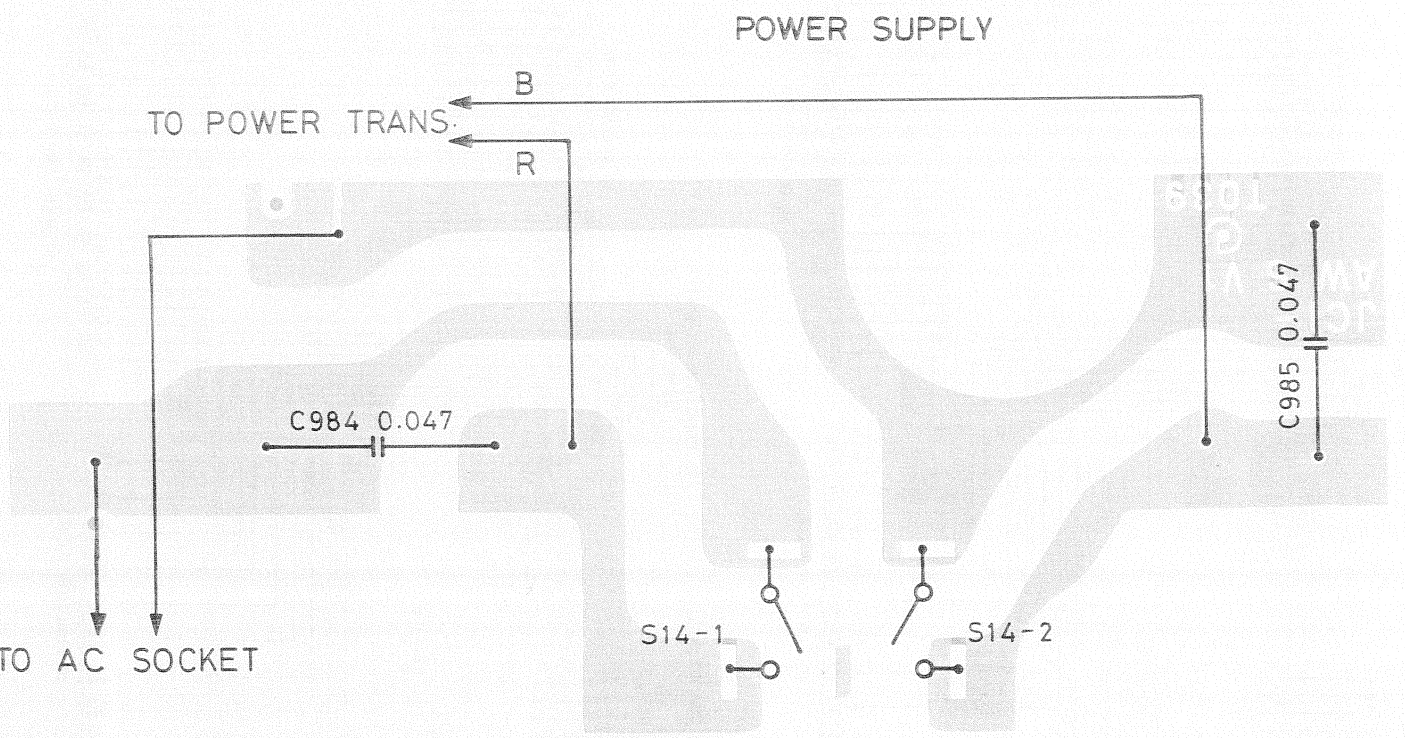 POWER SUPPLY
B
TO POWER TRANS.
R
C984 0.047
C985 0.047
S14-1
S14-2
TO AC SOCKET